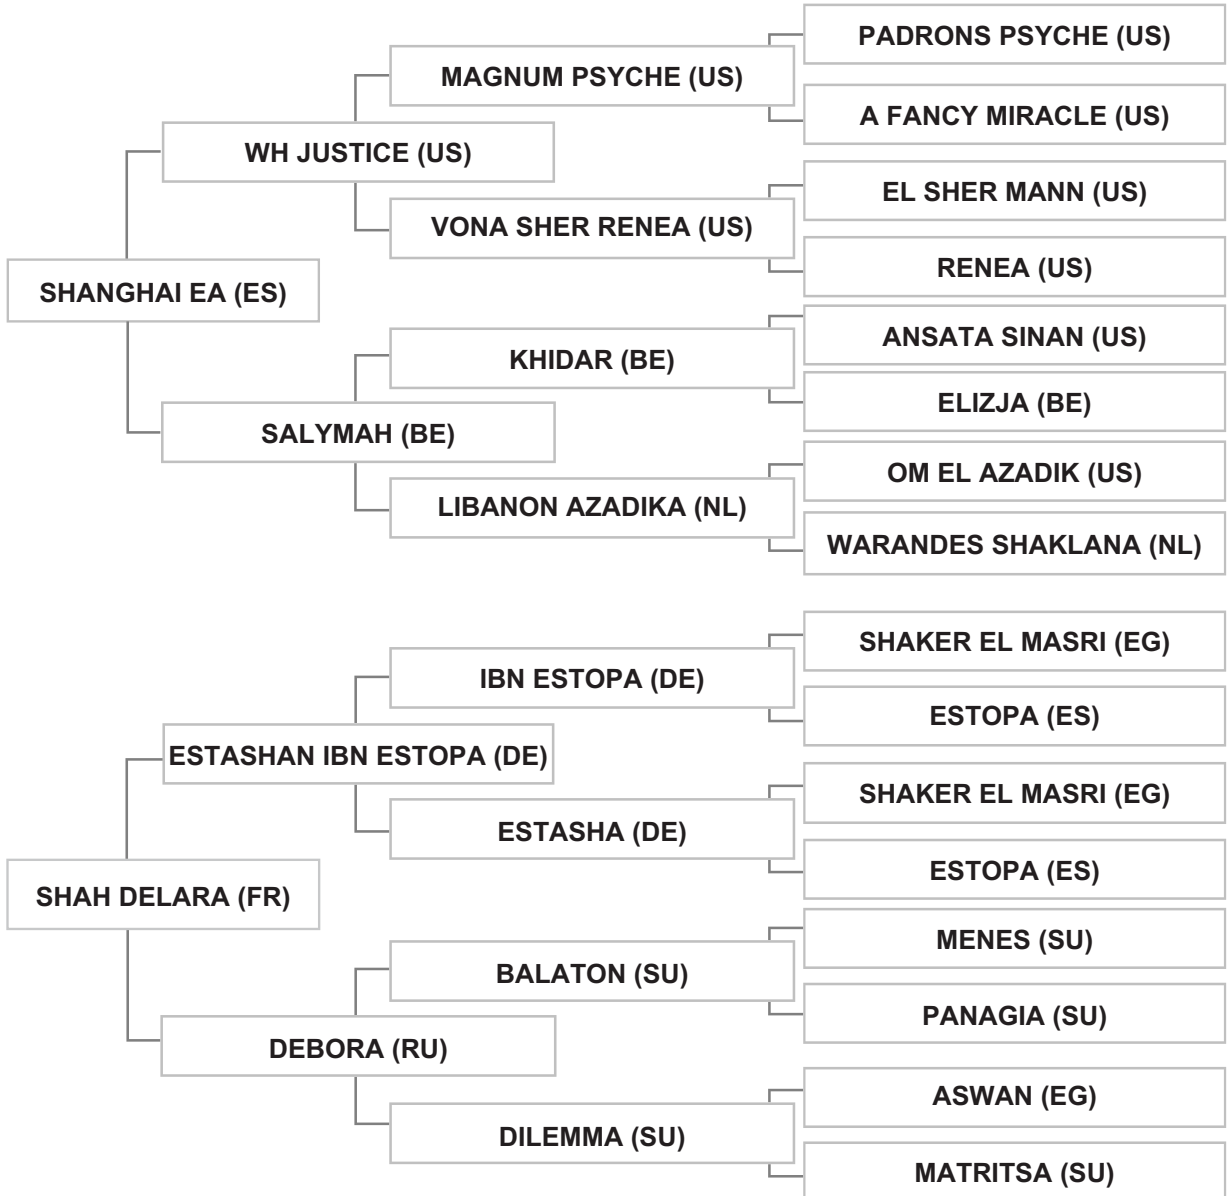 PADRONS PSYCHE (US)
MAGNUM PSYCHE (US)
A FANCY MIRACLE (US)
WH JUSTICE (US)
EL SHER MANN (US)
VONA SHER RENEA (US)
RENEA (US)
SHANGHAI EA (ES)
ANSATA SINAN (US)
KHIDAR (BE)
ELIZJA (BE)
SALYMAH (BE)
OM EL AZADIK (US)
LIBANON AZADIKA (NL)
WARANDES SHAKLANA (NL)
SHAKER EL MASRI (EG)
IBN ESTOPA (DE)
ESTOPA (ES)
ESTASHAN IBN ESTOPA (DE)
SHAKER EL MASRI (EG)
ESTASHA (DE)
ESTOPA (ES)
SHAH DELARA (FR)
MENES (SU)
BALATON (SU)
PANAGIA (SU)
DEBORA (RU)
ASWAN (EG)
DILEMMA (SU)
MATRITSA (SU)